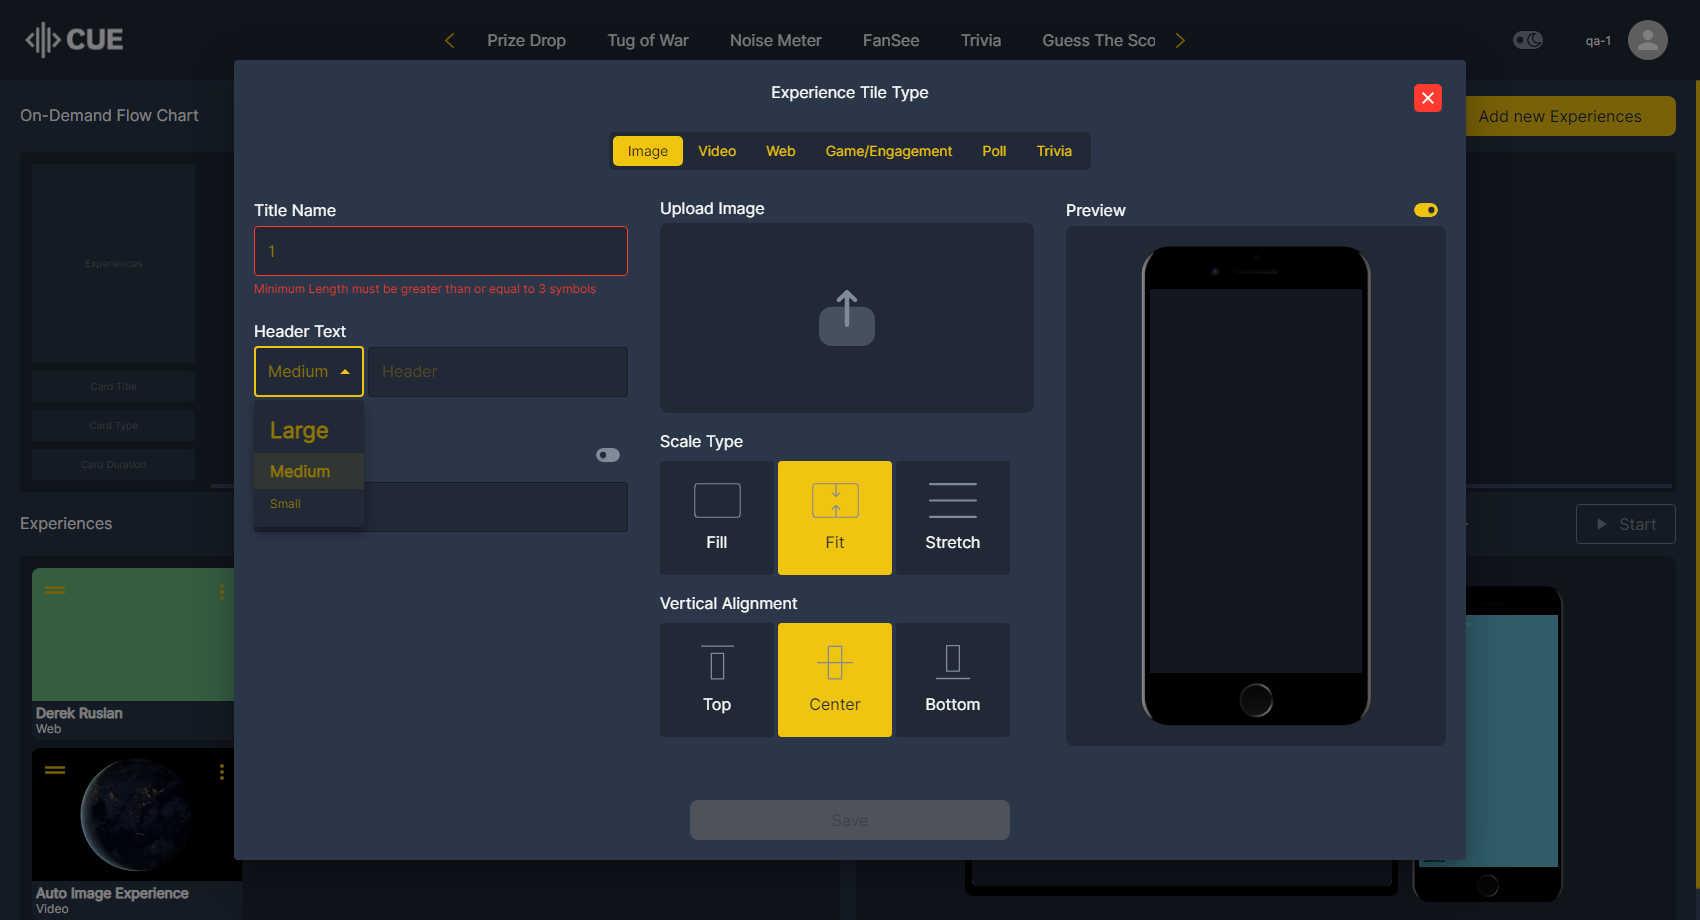 CUE
Prize Drop
Tug of War
Noise Meter
FanSee
Trivia
Guess The Sco
qa-1
On-Demand Flow Chart
Add new Experiences
Experience Tile Type
Image
Video
Web
Game/Engagement
Poll
Trivia
Title Name
1
Minimum Length must be greater than or equal to 3 symbols
Header Text
Medium
Header
Large
Medium
Small
Upload Image
Scale Type
Fill
Fit
Stretch
Vertical Alignment
Top
Center
Bottom
Preview
Save
Experiences
Card Title
Card Type
Card Duration
Experiences
Start
Derek Ruslan
Web
Auto Image Experience
Video